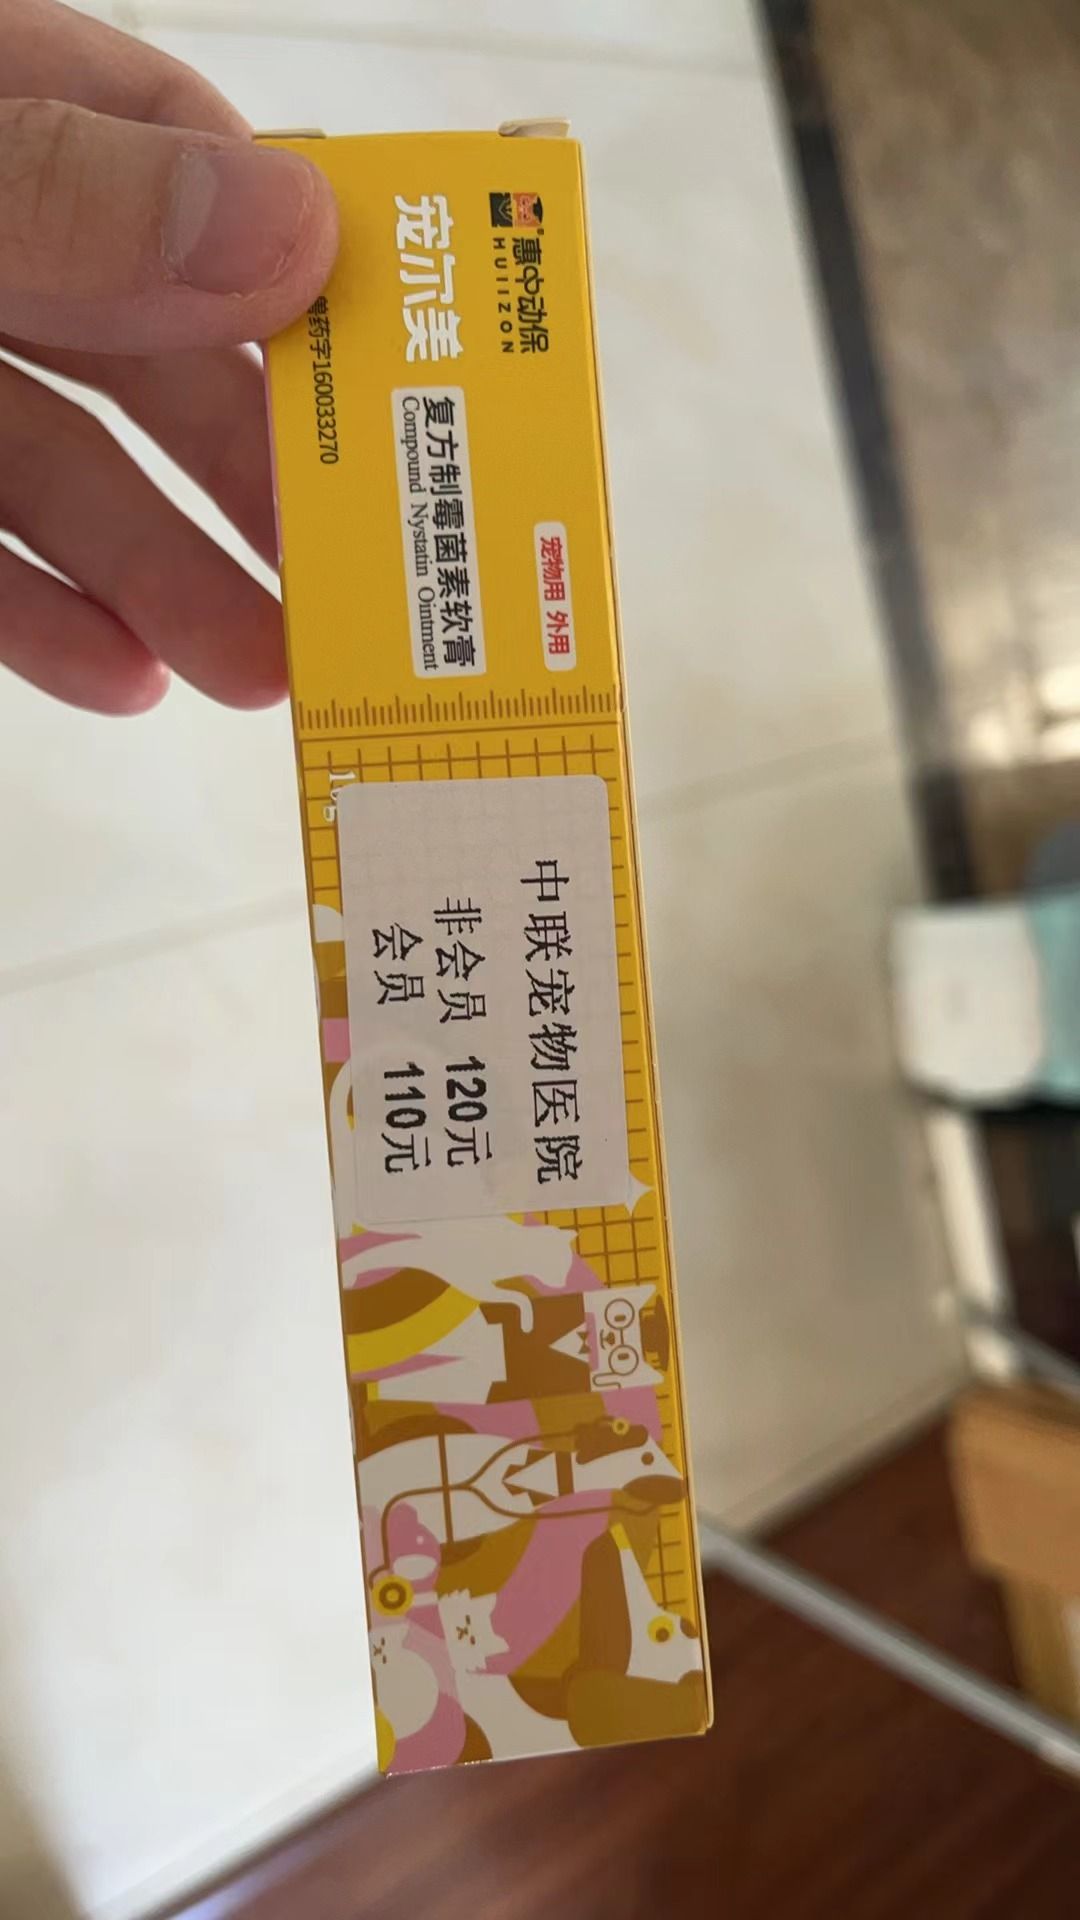 惠中动保
HUIIZON
宠尔美
宠物用 外用
复方制霉菌素软膏
Compound Nystatin Ointment
兽药字160033270
中联宠物医院
非会员 120元
会员 110元